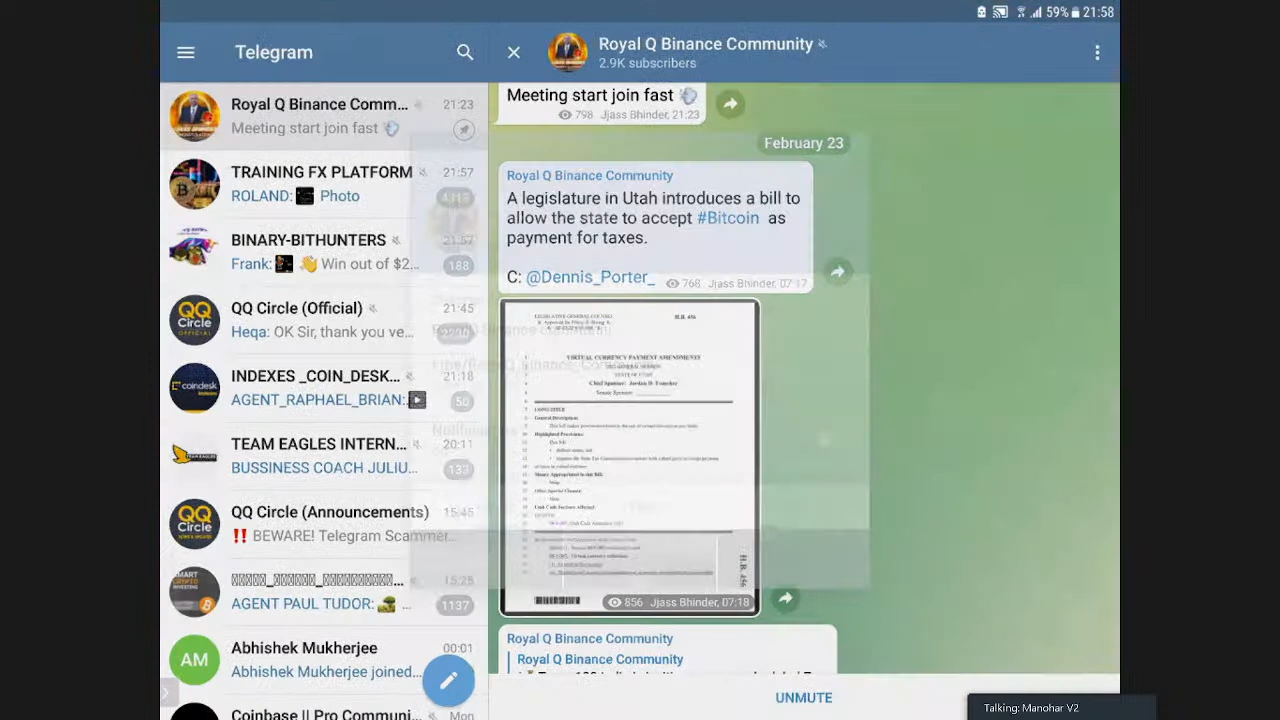 59% 21:58
Telegram
Royal Q Binance Community
2.9K subscribers
Royal Q Binance Comm... 21:23
Meeting start join fast 💨
TRAINING FX PLATFORM 21:57
ROLAND: Photo
BINARY-BITHUNTERS 21:57
Frank: 👋 Win out of $2... 188
QQ Circle (Official) 21:45
Heqa: OK Sir, thank you ve...
INDEXES _COIN_DESK... 21:18
AGENT_RAPHAEL_BRIAN: 50
TEAM EAGLES INTERN... 20:11
BUSSINESS COACH JULIU... 133
QQ Circle (Announcements) 15:45
‼️ BEWARE! Telegram Scammer...
15:25
AGENT PAUL TUDOR: ... 1137
AM
Abhishek Mukherjee 00:01
Abhishek Mukherjee joined...
Coinbase || Pro Communi... Mon
Meeting start join fast 💨
798 Jjass Bhinder, 21:23
February 23
Royal Q Binance Community
A legislature in Utah introduces a bill to
allow the state to accept #Bitcoin as
payment for taxes.
C: @Dennis_Porter_
768 Jjass Bhinder, 07:17
H.B. 456
VIRTUAL CURRENCY PAYMENT AMENDMENTS
H.B. 456
856 Jjass Bhinder, 07:18
Royal Q Binance Community
Royal Q Binance Community
UNMUTE
Talking: Manohar V2